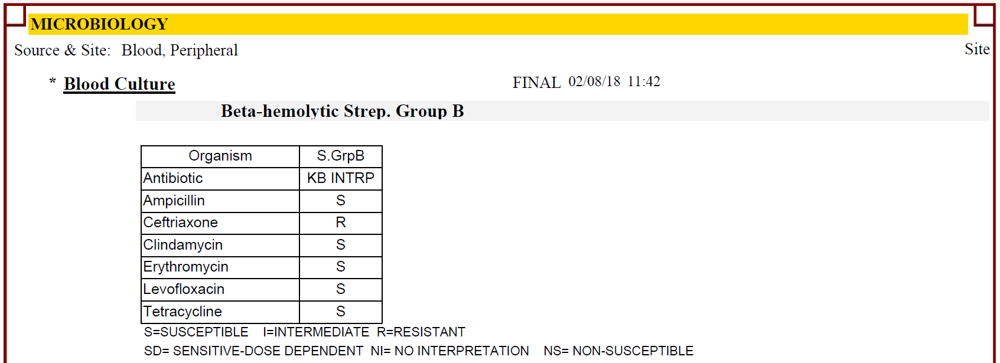 MICROBIOLOGY
Source & Site: Blood, Peripheral Site
* Blood Culture FINAL 02/08/18 11:42
Beta-hemolytic Strep. Group B
Organism S.GrpB
Antibiotic KB INTRP
Ampicillin S
Ceftriaxone R
Clindamycin S
Erythromycin S
Levofloxacin S
Tetracycline S
S=SUSCEPTIBLE I=INTERMEDIATE R=RESISTANT
SD= SENSITIVE-DOSE DEPENDENT NI= NO INTERPRETATION NS= NON-SUSCEPTIBLE